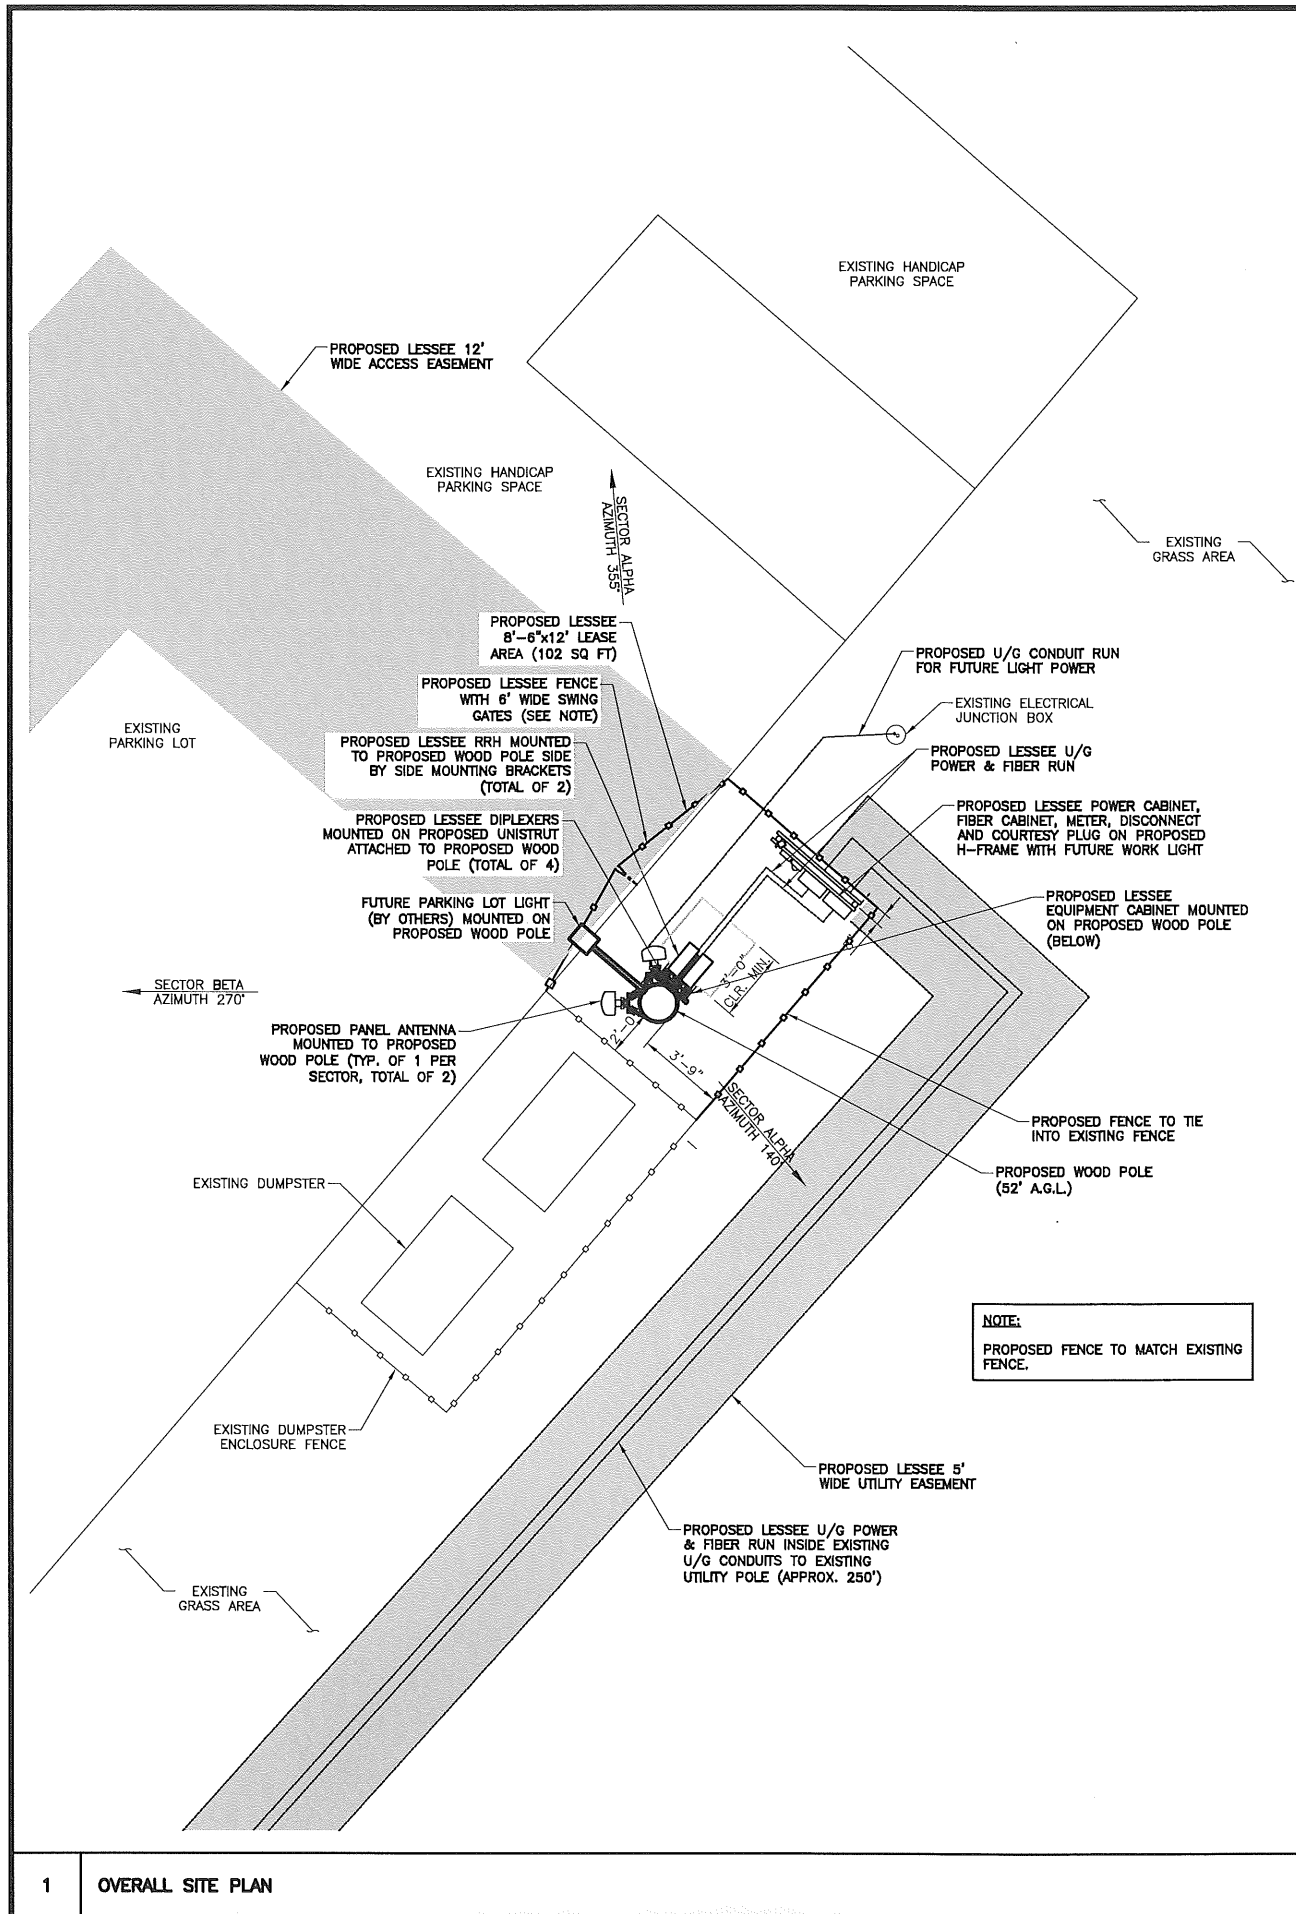 EXISTING HANDICAP
PARKING SPACE
PROPOSED LESSEE 12'
WIDE ACCESS EASEMENT
EXISTING HANDICAP
PARKING SPACE
SECTOR ALPHA
AZIMUTH 355°
EXISTING
GRASS AREA
PROPOSED LESSEE
8'-6"x12' LEASE
AREA (102 SQ FT)
PROPOSED U/G CONDUIT RUN
FOR FUTURE LIGHT POWER
PROPOSED LESSEE FENCE
WITH 6' WIDE SWING
GATES (SEE NOTE)
EXISTING ELECTRICAL
JUNCTION BOX
EXISTING
PARKING LOT
PROPOSED LESSEE RRH MOUNTED
TO PROPOSED WOOD POLE SIDE
BY SIDE MOUNTING BRACKETS
(TOTAL OF 2)
PROPOSED LESSEE U/G
POWER & FIBER RUN
PROPOSED LESSEE DIPLEXERS
MOUNTED ON PROPOSED UNISTRUT
ATTACHED TO PROPOSED WOOD
POLE (TOTAL OF 4)
PROPOSED LESSEE POWER CABINET,
FIBER CABINET, METER, DISCONNECT
AND COURTESY PLUG ON PROPOSED
H-FRAME WITH FUTURE WORK LIGHT
FUTURE PARKING LOT LIGHT
(BY OTHERS) MOUNTED ON
PROPOSED WOOD POLE
PROPOSED LESSEE
EQUIPMENT CABINET MOUNTED
ON PROPOSED WOOD POLE
(BELOW)
3'-0"
CLR. MIN.
SECTOR BETA
AZIMUTH 270°
PROPOSED PANEL ANTENNA
MOUNTED TO PROPOSED
WOOD POLE (TYP. OF 1 PER
SECTOR, TOTAL OF 2)
2'-0
3'-9"
SECTOR ALPHA
AZIMUTH 140°
PROPOSED FENCE TO TIE
INTO EXISTING FENCE
PROPOSED WOOD POLE
(52' A.G.L.)
EXISTING DUMPSTER
NOTE:
PROPOSED FENCE TO MATCH EXISTING
FENCE.
EXISTING DUMPSTER
ENCLOSURE FENCE
PROPOSED LESSEE 5'
WIDE UTILITY EASEMENT
PROPOSED LESSEE U/G POWER
& FIBER RUN INSIDE EXISTING
U/G CONDUITS TO EXISTING
UTILITY POLE (APPROX. 250')
EXISTING
GRASS AREA
1
OVERALL SITE PLAN